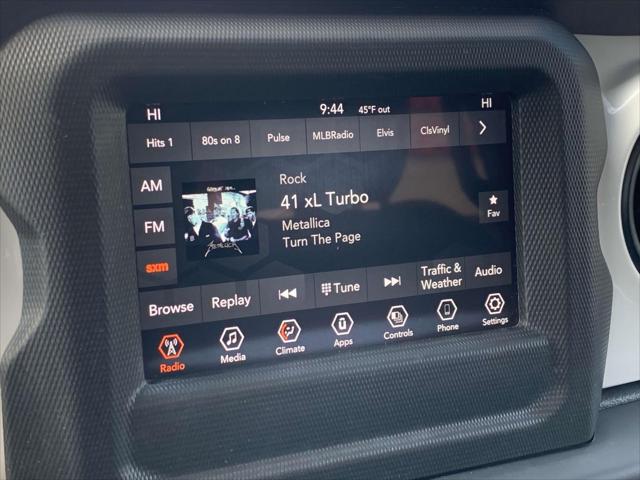 HI 9:44 45°F out HI
Hits 1 80s on 8 Pulse MLBRadio Elvis ClsVinyl
AM
FM
sxm
Rock
41 xL Turbo
Metallica
Turn The Page
METALLICA
Fav
Browse Replay Tune Traffic & Weather Audio
Radio Media Climate Apps Controls Phone Settings